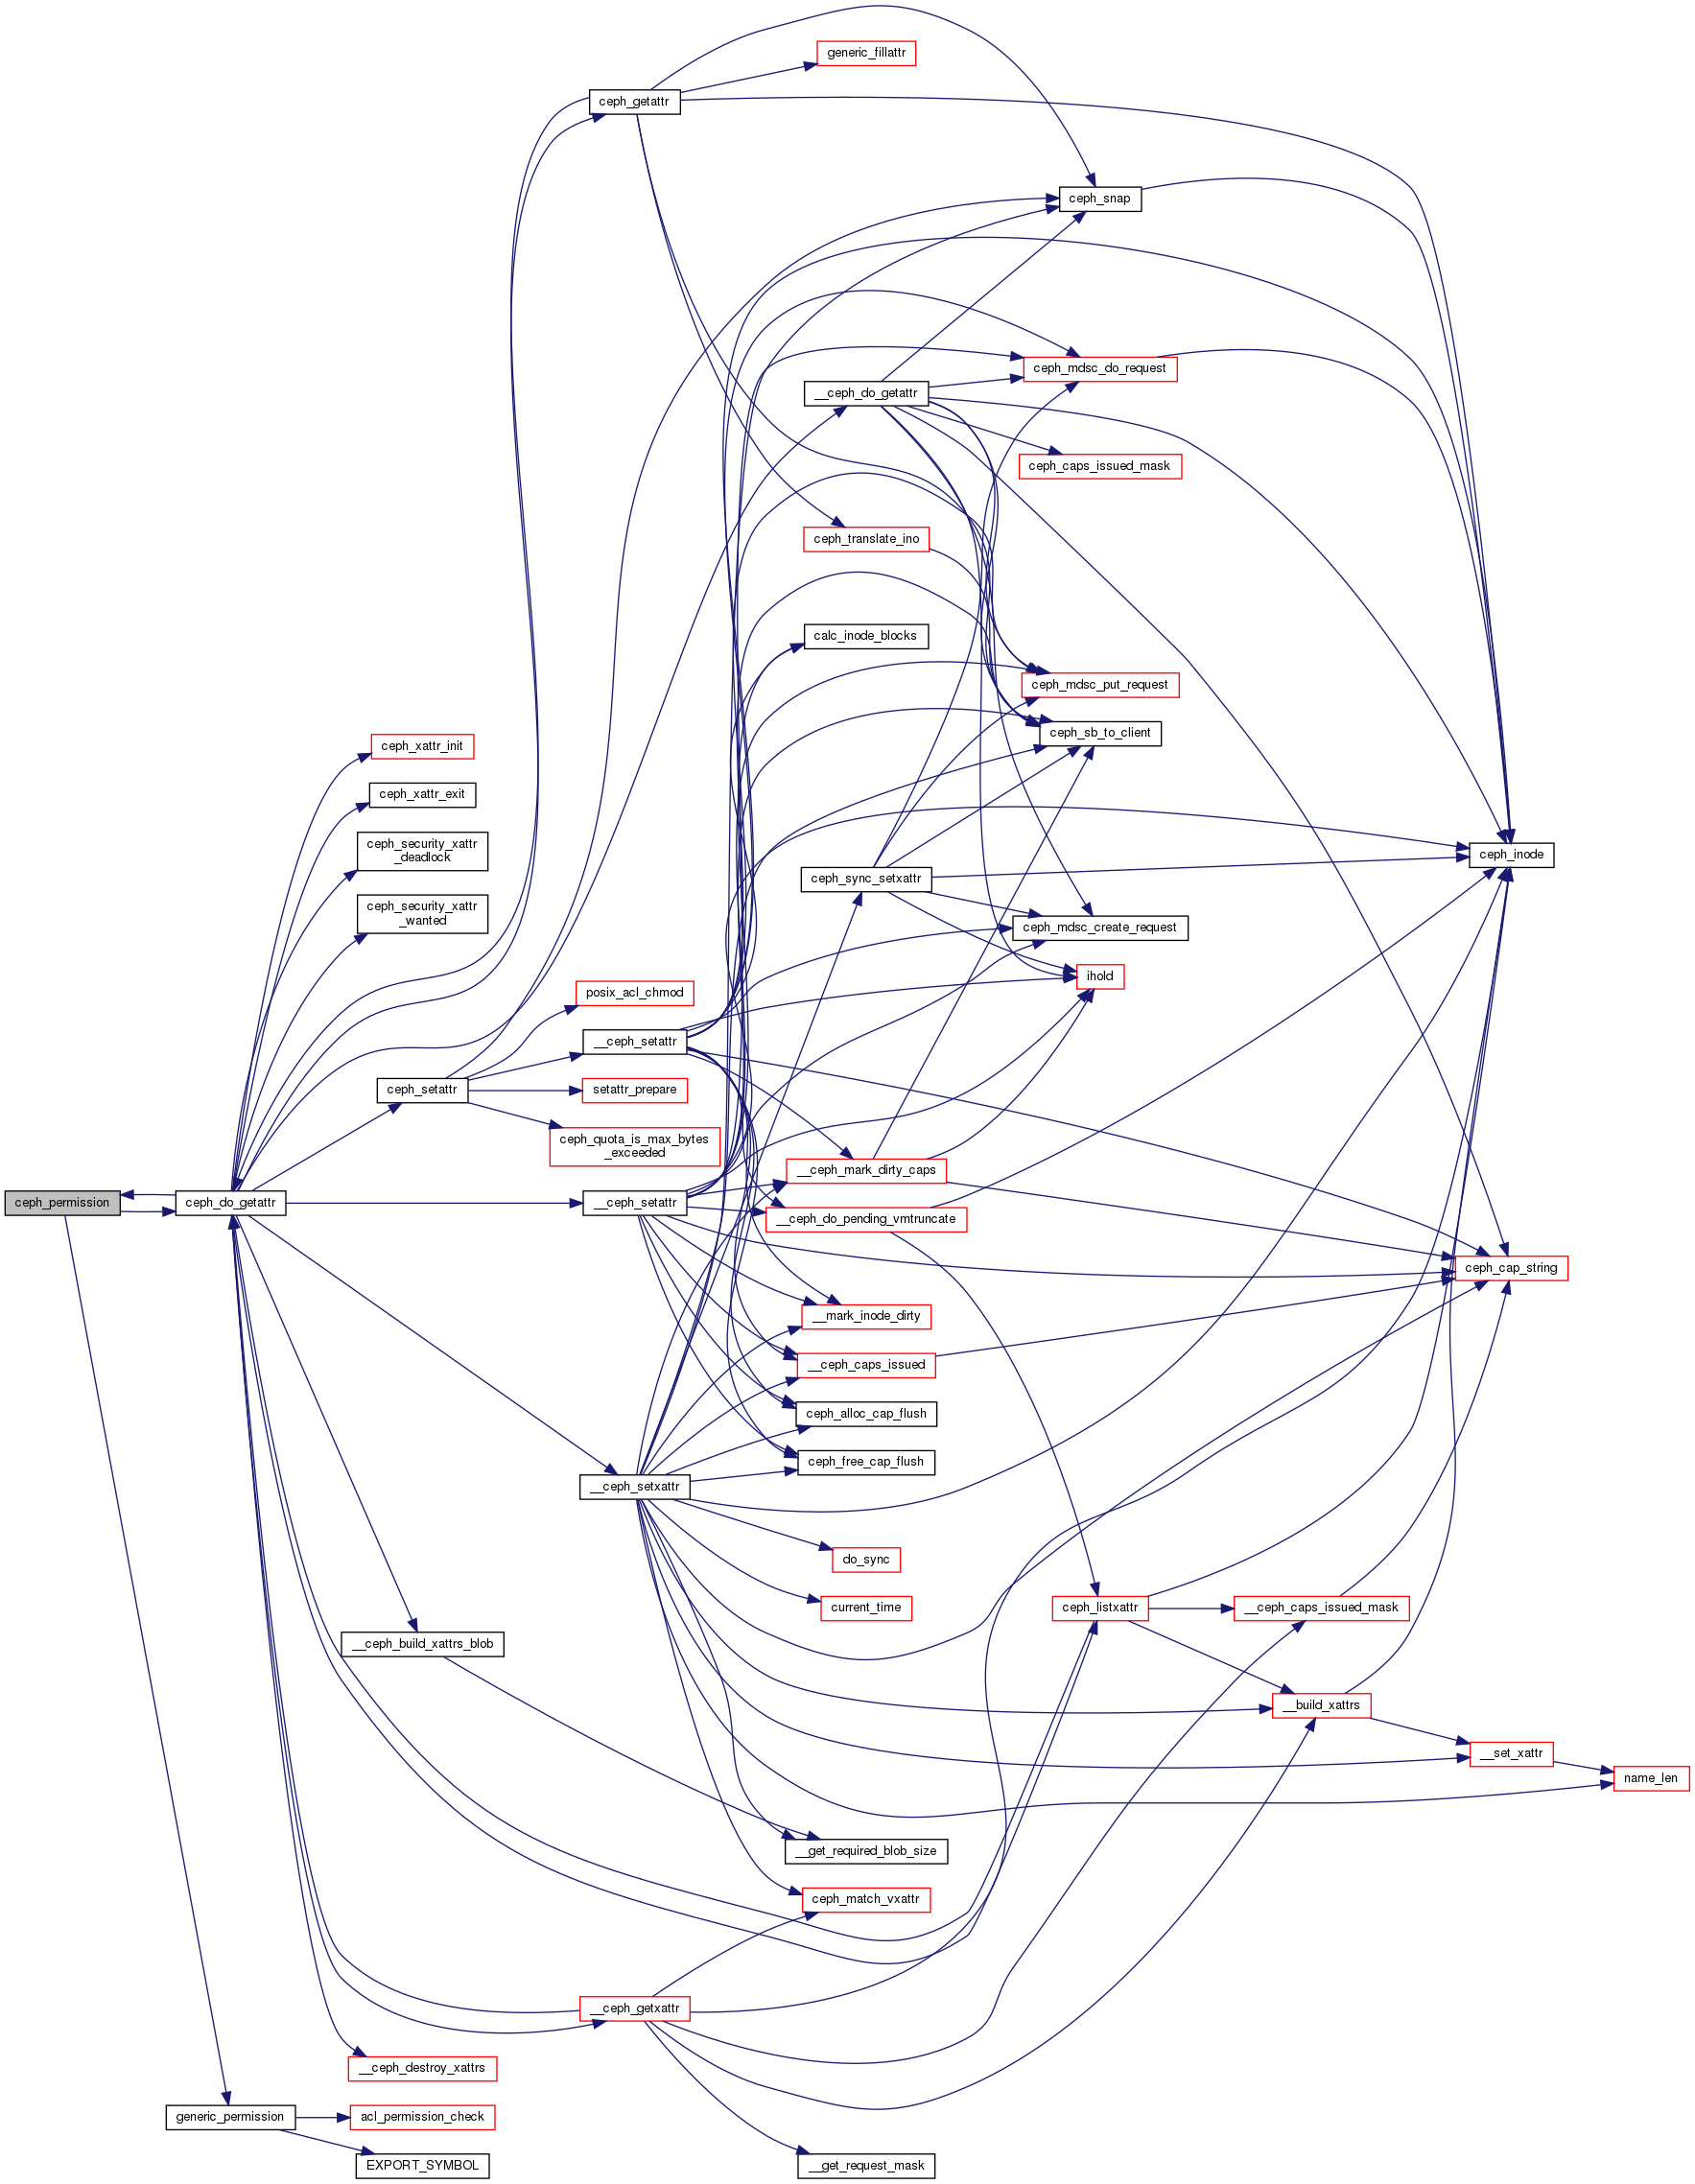 generic_fillattr
ceph_getattr
ceph_snap
ceph_mdsc_do_request
__ceph_do_getattr
ceph_caps_issued_mask
ceph_translate_ino
calc_inode_blocks
ceph_mdsc_put_request
ceph_sb_to_client
ceph_xattr_init
ceph_xattr_exit
ceph_security_xattr
_deadlock
ceph_inode
ceph_sync_setxattr
ceph_security_xattr
_wanted
ceph_mdsc_create_request
ihold
posix_acl_chmod
__ceph_setattr
ceph_setattr
setattr_prepare
ceph_quota_is_max_bytes
_exceeded
__ceph_mark_dirty_caps
ceph_permission
ceph_do_getattr
__ceph_setattr
__ceph_do_pending_vmtruncate
ceph_cap_string
__mark_inode_dirty
__ceph_caps_issued
ceph_alloc_cap_flush
ceph_free_cap_flush
__ceph_setxattr
do_sync
current_time
ceph_listxattr
__ceph_caps_issued_mask
__ceph_build_xattrs_blob
__build_xattrs
__set_xattr
name_len
__get_required_blob_size
ceph_match_vxattr
__ceph_getxattr
__ceph_destroy_xattrs
generic_permission
acl_permission_check
EXPORT_SYMBOL
__get_request_mask